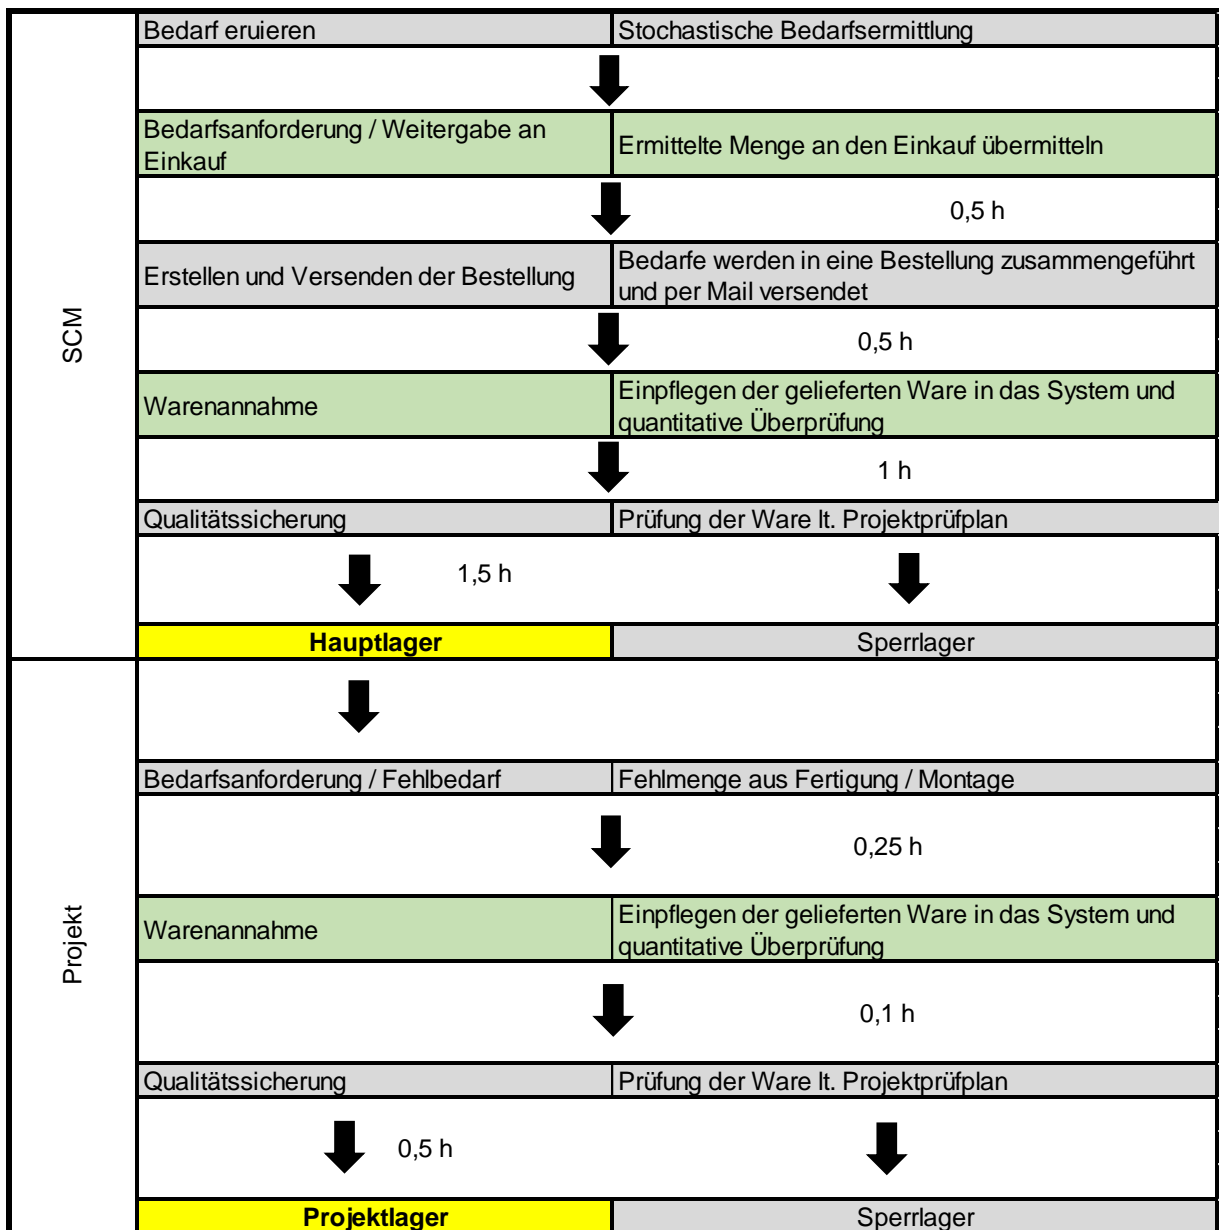 SCM
Bedarf eruieren
Stochastische Bedarfsermittlung
Bedarfsanforderung / Weitergabe an
Einkauf
Ermittelte Menge an den Einkauf übermitteln
0,5 h
Erstellen und Versenden der Bestellung
Bedarfe werden in eine Bestellung zusammengeführt
und per Mail versendet
0,5 h
Warenannahme
Einpflegen der gelieferten Ware in das System und
quantitative Überprüfung
1 h
Qualitätssicherung
Prüfung der Ware lt. Projektprüfplan
1,5 h
Hauptlager
Sperrlager
Projekt
Bedarfsanforderung / Fehlbedarf
Fehlmenge aus Fertigung / Montage
0,25 h
Warenannahme
Einpflegen der gelieferten Ware in das System und
quantitative Überprüfung
0,1 h
Qualitätssicherung
Prüfung der Ware lt. Projektprüfplan
0,5 h
Projektlager
Sperrlager